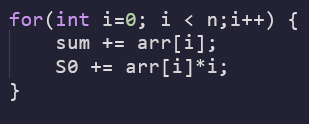 for(int i=0; i < n;i++) {
    sum += arr[i];
    S0 += arr[i]*i;
}